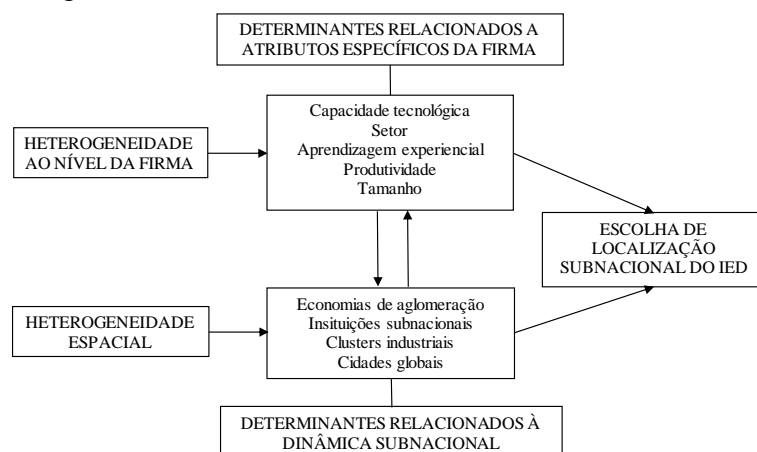 DETERMINANTES RELACIONADOS A
ATRIBUTOS ESPECÍFICOS DA FIRMA
Capacidade tecnológica
Setor
Aprendizagem experiencial
Produtividade
Tamanho
HETEROGENEIDADE
AO NÍVEL DA FIRMA
ESCOLHA DE
LOCALIZAÇÃO
SUBNACIONAL DO IED
HETEROGENEIDADE
ESPACIAL
Economias de aglomeração
Insituições subnacionais
Clusters industriais
Cidades globais
DETERMINANTES RELACIONADOS À
DINÂMICA SUBNACIONAL